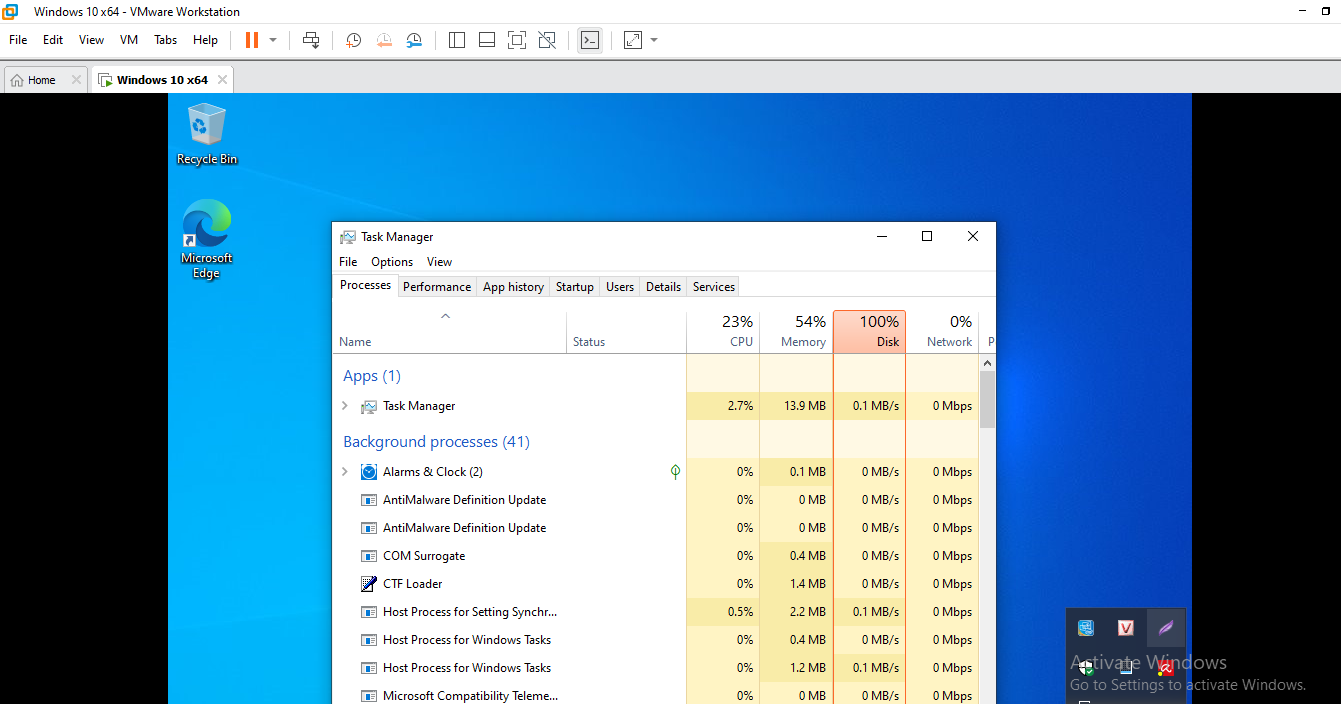 Windows 10 x64 - VMware Workstation
File Edit View VM Tabs Help
Home Windows 10 x64
Recycle Bin
Microsoft
Edge
Task Manager
File Options View
Processes Performance App history Startup Users Details Services
23% 54% 100% 0%
Name Status CPU Memory Disk Network P
Apps (1)
Task Manager 2.7% 13.9 MB 0.1 MB/s 0 Mbps
Background processes (41)
Alarms & Clock (2) 0% 0.1 MB 0 MB/s 0 Mbps
AntiMalware Definition Update 0% 0 MB 0 MB/s 0 Mbps
AntiMalware Definition Update 0% 0 MB 0 MB/s 0 Mbps
COM Surrogate 0% 0.4 MB 0 MB/s 0 Mbps
CTF Loader 0% 1.4 MB 0 MB/s 0 Mbps
Host Process for Setting Synchr... 0.5% 2.2 MB 0.1 MB/s 0 Mbps
Host Process for Windows Tasks 0% 0.4 MB 0 MB/s 0 Mbps
Host Process for Windows Tasks 0% 1.2 MB 0.1 MB/s 0 Mbps
Microsoft Compatibility Teleme... 0% 0 MB 0 MB/s 0 Mbps
V
Activate Windows
Go to Settings to activate Windows.